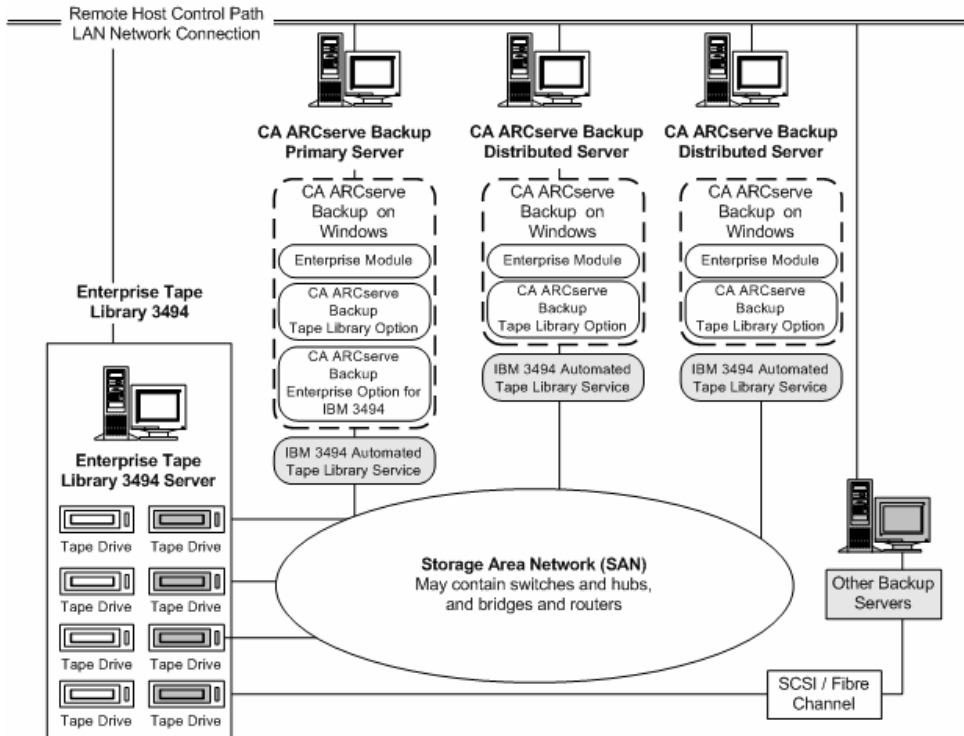 Remote Host Control Path
LAN Network Connection
CA ARCserve Backup
Primary Server
CA ARCserve Backup
Distributed Server
CA ARCserve Backup
Distributed Server
CA ARCserve
Backup on
Windows
Enterprise Module
CA ARCserve
Backup
Tape Library Option
CA ARCserve
Backup
Enterprise Option for
IBM 3494
IBM 3494 Automated
Tape Library Service
CA ARCserve
Backup on
Windows
Enterprise Module
CA ARCserve
Backup
Tape Library Option
IBM 3494 Automated
Tape Library Service
CA ARCserve
Backup on
Windows
Enterprise Module
CA ARCserve
Backup
Tape Library Option
IBM 3494 Automated
Tape Library Service
Enterprise Tape
Library 3494
Enterprise Tape
Library 3494 Server
Tape Drive
Tape Drive
Tape Drive
Tape Drive
Tape Drive
Tape Drive
Tape Drive
Tape Drive
Storage Area Network (SAN)
May contain switches and hubs,
and bridges and routers
Other Backup
Servers
SCSI / Fibre
Channel